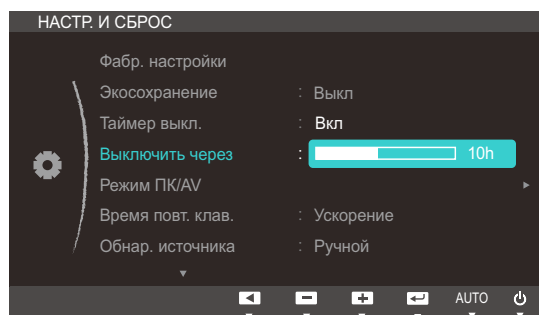 НАСТР. И СБРОС
Фабр. настройки
Экосохранение : Выкл
Таймер выкл. : Вкл
Выключить через : 10h
Режим ПК/AV
Время повт. клав. : Ускорение
Обнар. источника : Ручной
AUTO